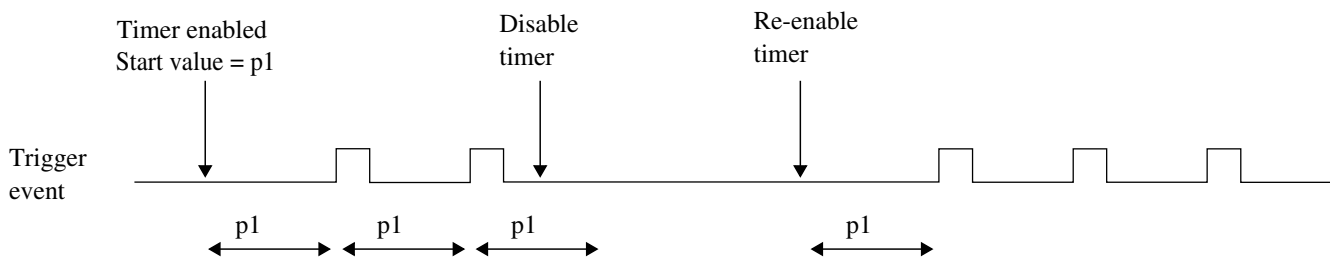 Timer enabled
Start value = p1
Disable
timer
Re-enable
timer
Trigger
event
p1
p1
p1
p1